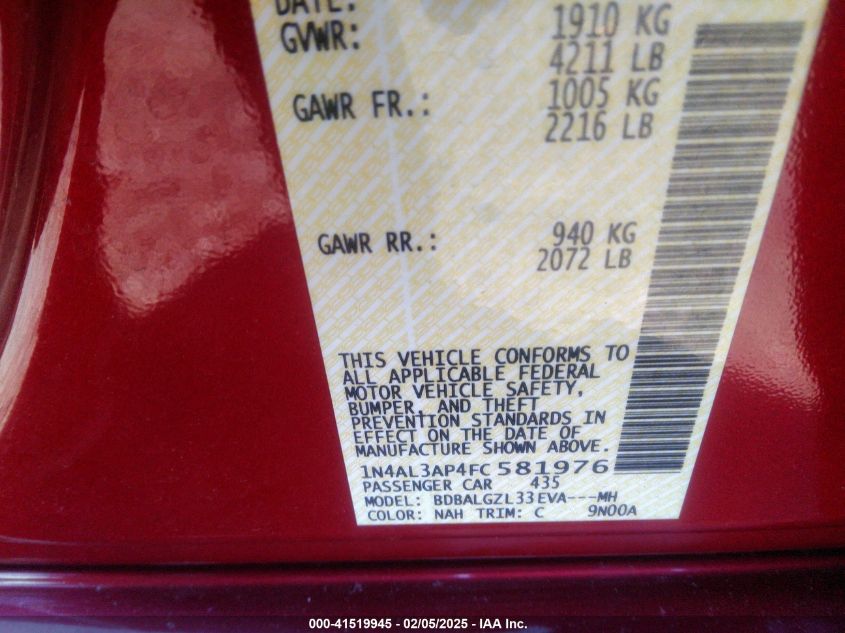 DATE:
GVWR: 1910 KG
4211 LB
GAWR FR.: 1005 KG
2216 LB
GAWR RR.: 940 KG
2072 LB
THIS VEHICLE CONFORMS TO
ALL APPLICABLE FEDERAL
MOTOR VEHICLE SAFETY,
BUMPER, AND THEFT
PREVENTION STANDARDS IN
EFFECT ON THE DATE OF
MANUFACTURE SHOWN ABOVE.
1N4AL3AP4FC581976
PASSENGER CAR 435
MODEL: BDBALGZL33EVA---MH
COLOR: NAH TRIM: C 9N00A
000-41519945 - 02/05/2025 - IAA Inc.